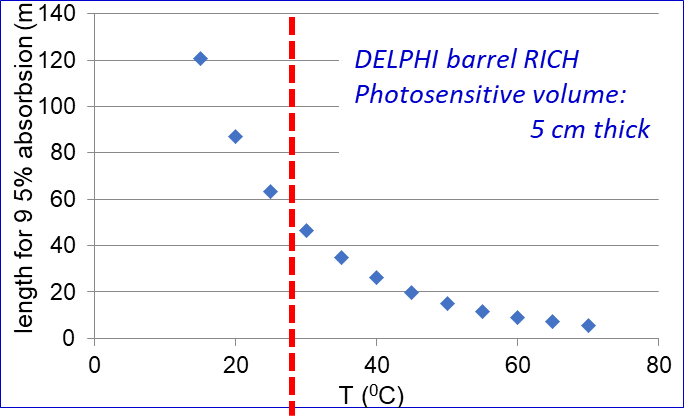 140
120
100
80
60
40
20
0
length for 9 5% absorbsion (m
DELPHI barrel RICH
Photosensitive volume:
5 cm thick
0 20 40 60 80
T (⁰C)